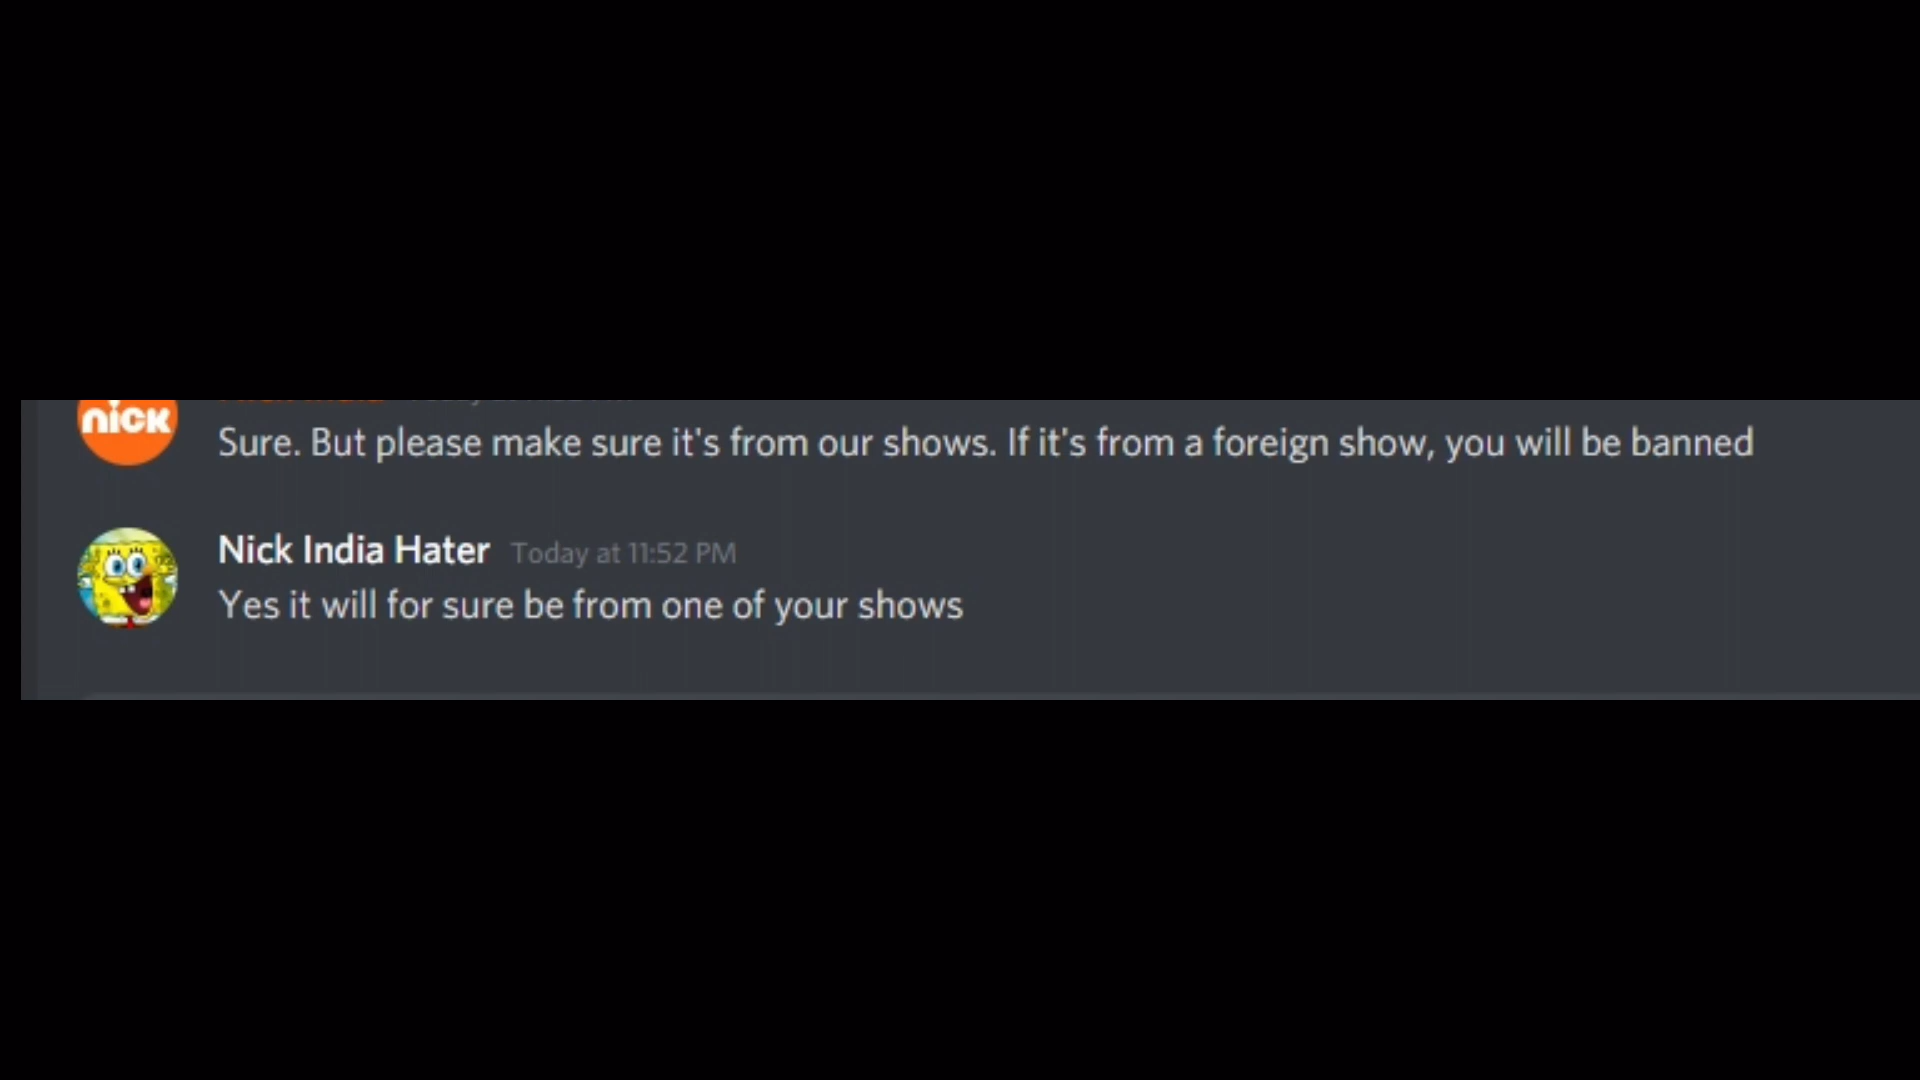 nick
Sure. But please make sure it's from our shows. If it's from a foreign show, you will be banned
Nick India Hater Today at 11:52 PM
Yes it will for sure be from one of your shows